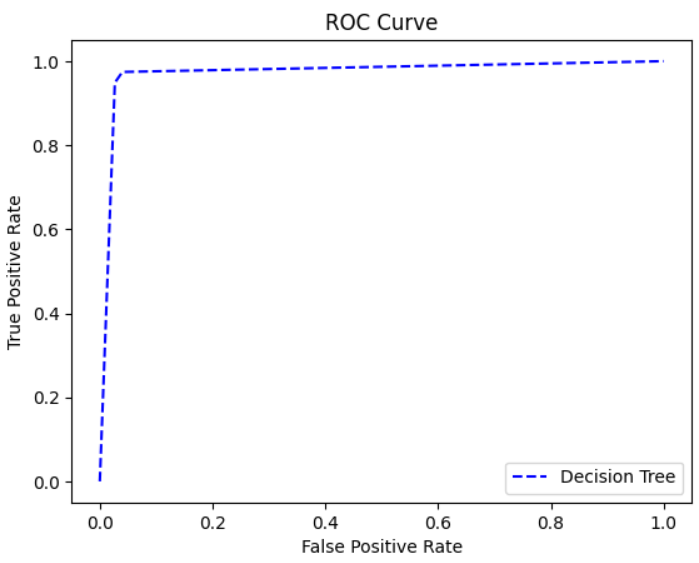 ROC Curve
True Positive Rate
1.0
0.8
0.6
0.4
0.2
0.0
Decision Tree
0.0 0.2 0.4 0.6 0.8 1.0
False Positive Rate